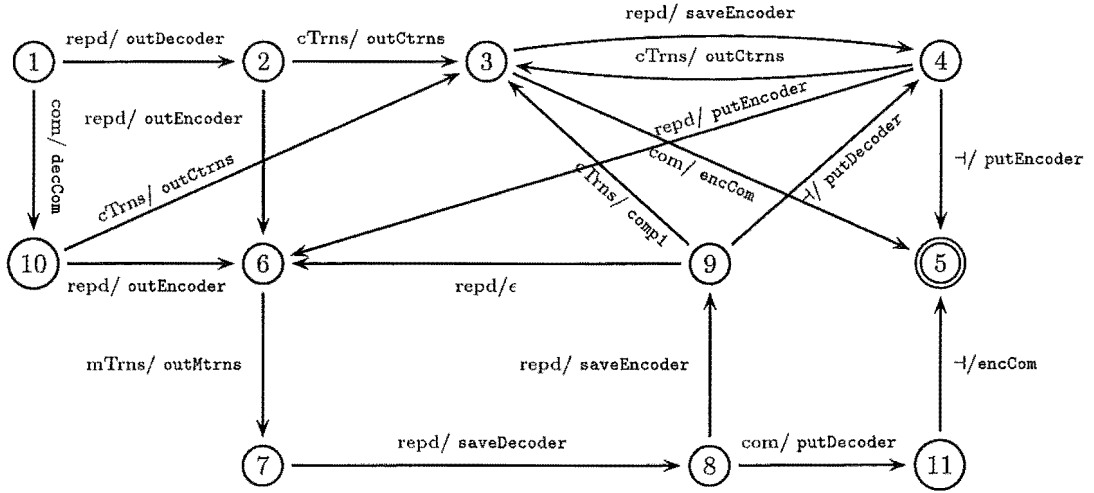 repd/ saveEncoder
repd/ outDecoder
cTrns/ outCtrns
1
2
3
4
cTrns/ outCtrns
repd/ putEncoder
repd/ outEncoder
com/ decCom
cTrns/ outCtrns
com/ encCom
⊣/ putDecoder
⊣/ putEncoder
cTrns/ comp1
10
6
9
5
repd/ outEncoder
repd/ϵ
mTrns/ outMtrns
repd/ saveEncoder
⊣/encCom
repd/ saveDecoder
com/ putDecoder
7
8
11